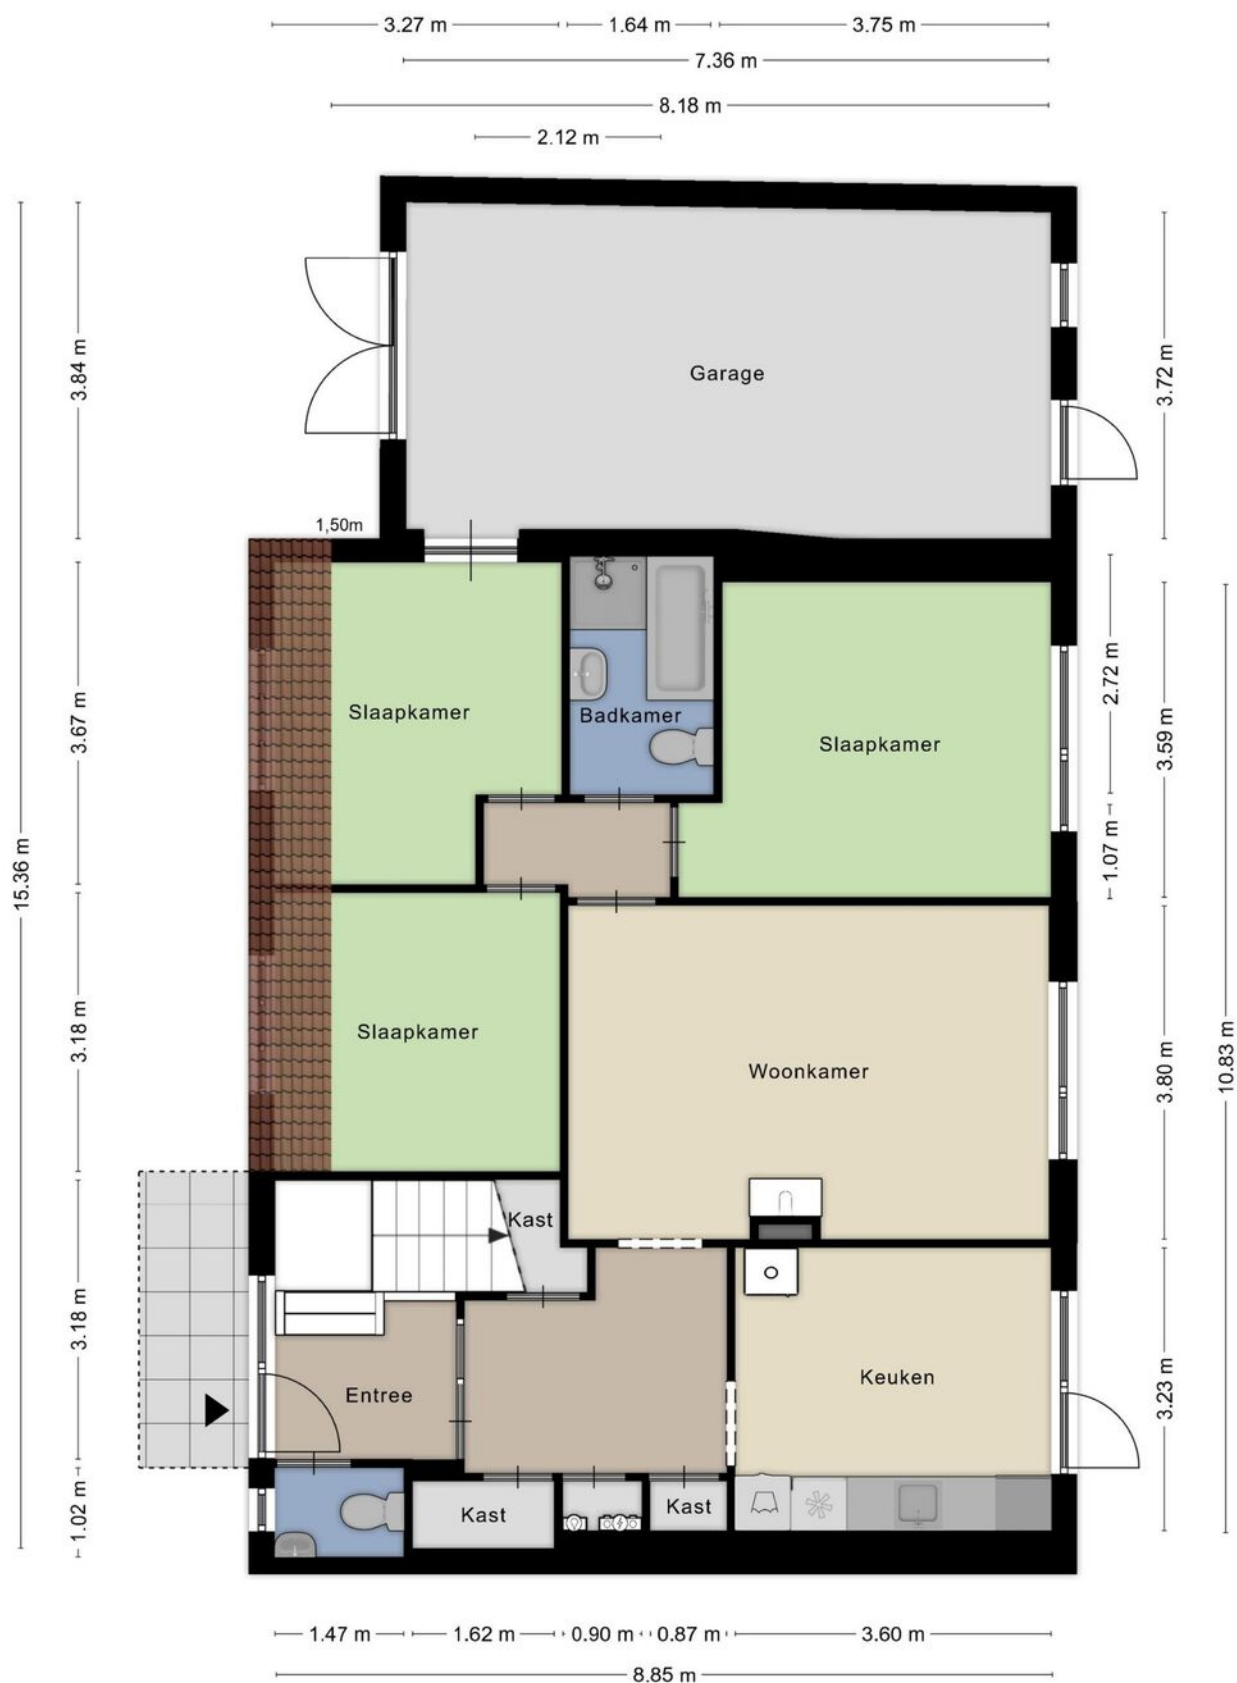 3.27 m 1.64 m 3.75 m
7.36 m
8.18 m
2.12 m
15.36 m
3.84 m
3.67 m
3.18 m
3.18 m
1.02 m
Garage
1,50m
Slaapkamer
Badkamer
Slaapkamer
Slaapkamer
Woonkamer
Kast
Entree
Keuken
Kast
Kast
3.72 m
2.72 m
3.59 m
1.07 m
3.80 m
3.23 m
10.83 m
1.47 m 1.62 m 0.90 m 0.87 m 3.60 m
8.85 m